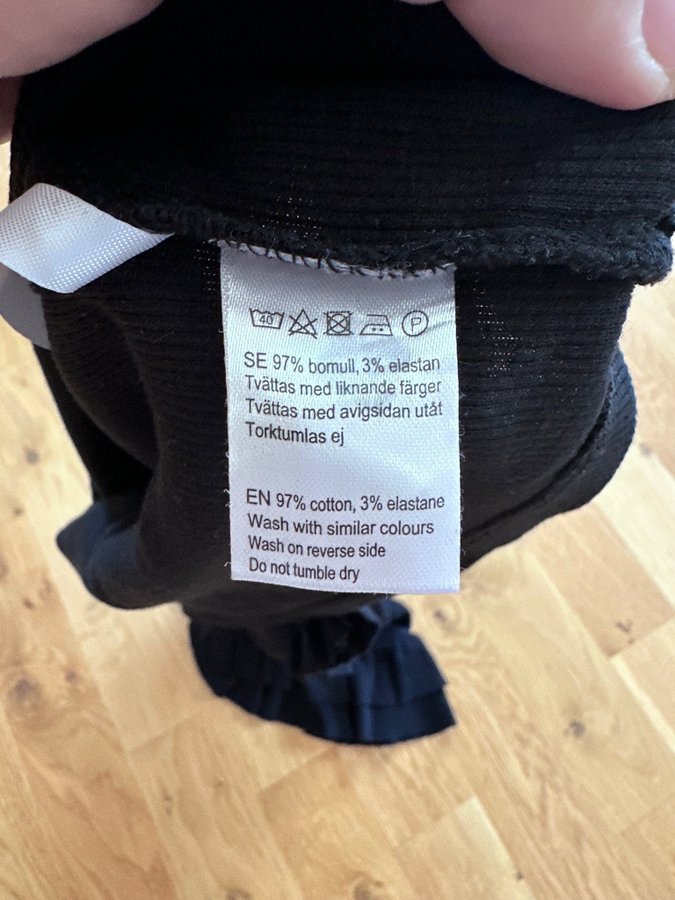 40 P
SE 97% bomull, 3% elastan
Tvättas med liknande färger
Tvättas med avigsidan utåt
Torktumlas ej
EN 97% cotton, 3% elastane
Wash with similar colours
Wash on reverse side
Do not tumble dry